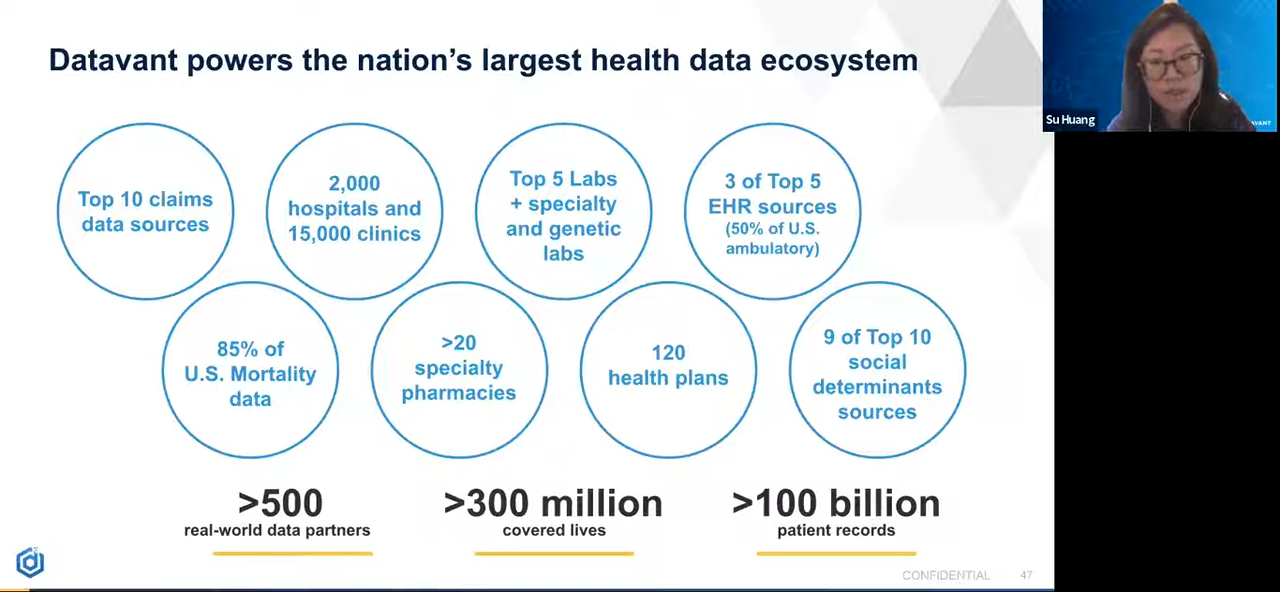 Datavant powers the nation's largest health data ecosystem
Su Huang
AVANT
Top 10 claims
data sources
2,000
hospitals and
15,000 clinics
Top 5 Labs
+ specialty
and genetic
labs
3 of Top 5
EHR sources
(50% of U.S.
ambulatory)
85% of
U.S. Mortality
data
>20
specialty
pharmacies
120
health plans
9 of Top 10
social
determinants
sources
>500
real-world data partners
>300 million
covered lives
>100 billion
patient records
CONFIDENTIAL
47